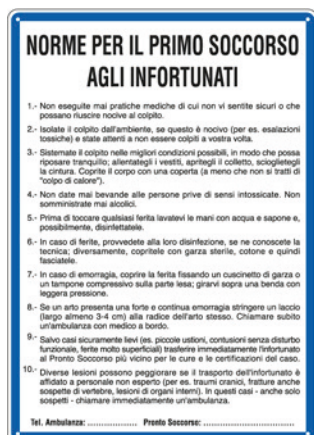 NORME PER IL PRIMO SOCCORSO
AGLI INFORTUNATI
1.- Non eseguite mai pratiche mediche di cui non vi sentite sicuri o che
possano riuscire nocive al colpito.
2.- Isolate il colpito dall'ambiente, se questo è nocivo (per es. esalazioni
tossiche) e state attenti a non essere colpiti a vostra volta.
3.- Sistemate il colpito nelle migliori condizioni possibili, in modo che possa
riposare tranquillo; allentategli i vestiti, apritegli il colletto, scioglietegli
la cintura. Coprite il corpo con una coperta (a meno che non si tratti di
"colpo di calore").
4.- Non date mai bevande alle persone prive di sensi intossicate. Non
somministrate mai alcolici.
5.- Prima di toccare qualsiasi ferita lavatevi le mani con acqua e sapone e,
possibilmente, disinfettatele.
6.- In caso di ferite, provvedete alla loro disinfezione, se ne conoscete la
tecnica; diversamente, copritele con garza sterile, cotone e quindi
fasciatele.
7.- In caso di emorragia, coprire la ferita fissando un cuscinetto di garza o
un tampone compressivo sulla parte lesa; girarvi sopra una benda con
leggera pressione.
8.- Se un arto presenta una forte e continua emorragia stringere un laccio
(largo almeno 3-4 cm) alla radice dell'arto stesso. Chiamare subito
un'ambulanza con medico a bordo.
9.- Salvo casi sicuramente lievi (es. piccole ustioni, contusioni senza disturbo
funzionale, ferite molto superficiali) trasferire immediatamente l'infortunato
al Pronto Soccorso più vicino per le cure e le certificazioni del caso.
10.- Diverse lesioni possono peggiorare se il trasporto dell'infortunato è
affidato a personale non esperto (per es. traumi cranici, fratture anche
sospette di vertebre, lesioni di organi interni). In questi casi - anche solo
sospetti - chiamare immediatamente un'ambulanza.
Tel. Ambulanza: .................. Pronto Soccorso: ..................................